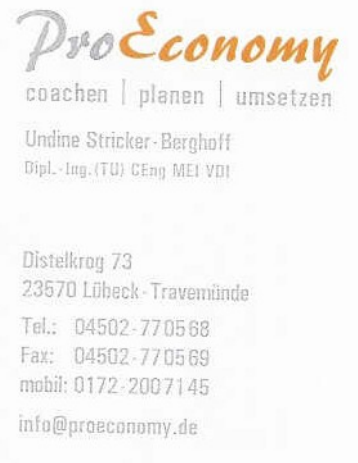 ProEconomy
coachen | planen | umsetzen
Undine Stricker-Berghoff
Dipl.-Ing.(TU) CEng MEI VDI
Distelkrog 73
23570 Lübeck-Travemünde
Tel.: 04502-770568
Fax: 04502-770569
mobil: 0172-2007145
info@proeconomy.de